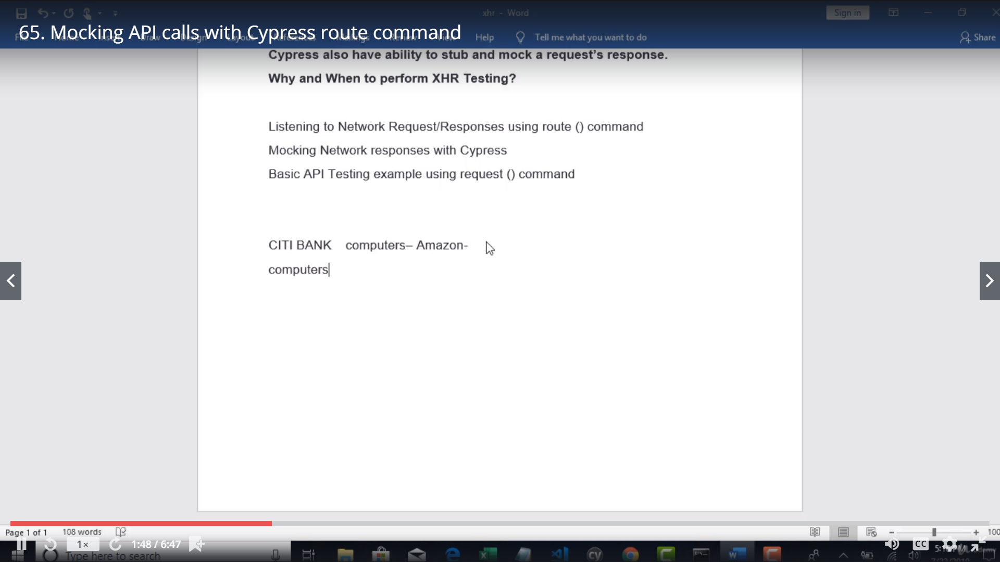 xhr - Word
Sign in
65. Mocking API calls with Cypress route command
Help
Tell me what you want to do
Share
Cypress also have ability to stub and mock a request's response.
Why and When to perform XHR Testing?
Listening to Network Request/Responses using route () command
Mocking Network responses with Cypress
Basic API Testing example using request () command
CITI BANK computers– Amazon-
computers
Page 1 of 1
108 words
100
1×
1:48 / 6:47
CC
Type here to search